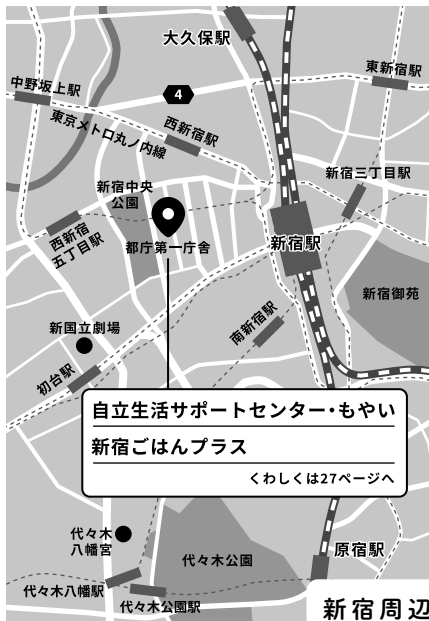 大久保駅
東新宿駅
中野坂上駅
4
東京メトロ丸ノ内線
西新宿駅
新宿三丁目駅
新宿中央
公園
西新宿
五丁目駅
都庁第一庁舎
新宿駅
新宿御苑
南新宿駅
新国立劇場
初台駅
自立生活サポートセンター・もやい
新宿ごはんプラス
くわしくは27ページへ
代々木
八幡宮
代々木公園
原宿駅
代々木八幡駅
代々木公園駅
新宿周辺